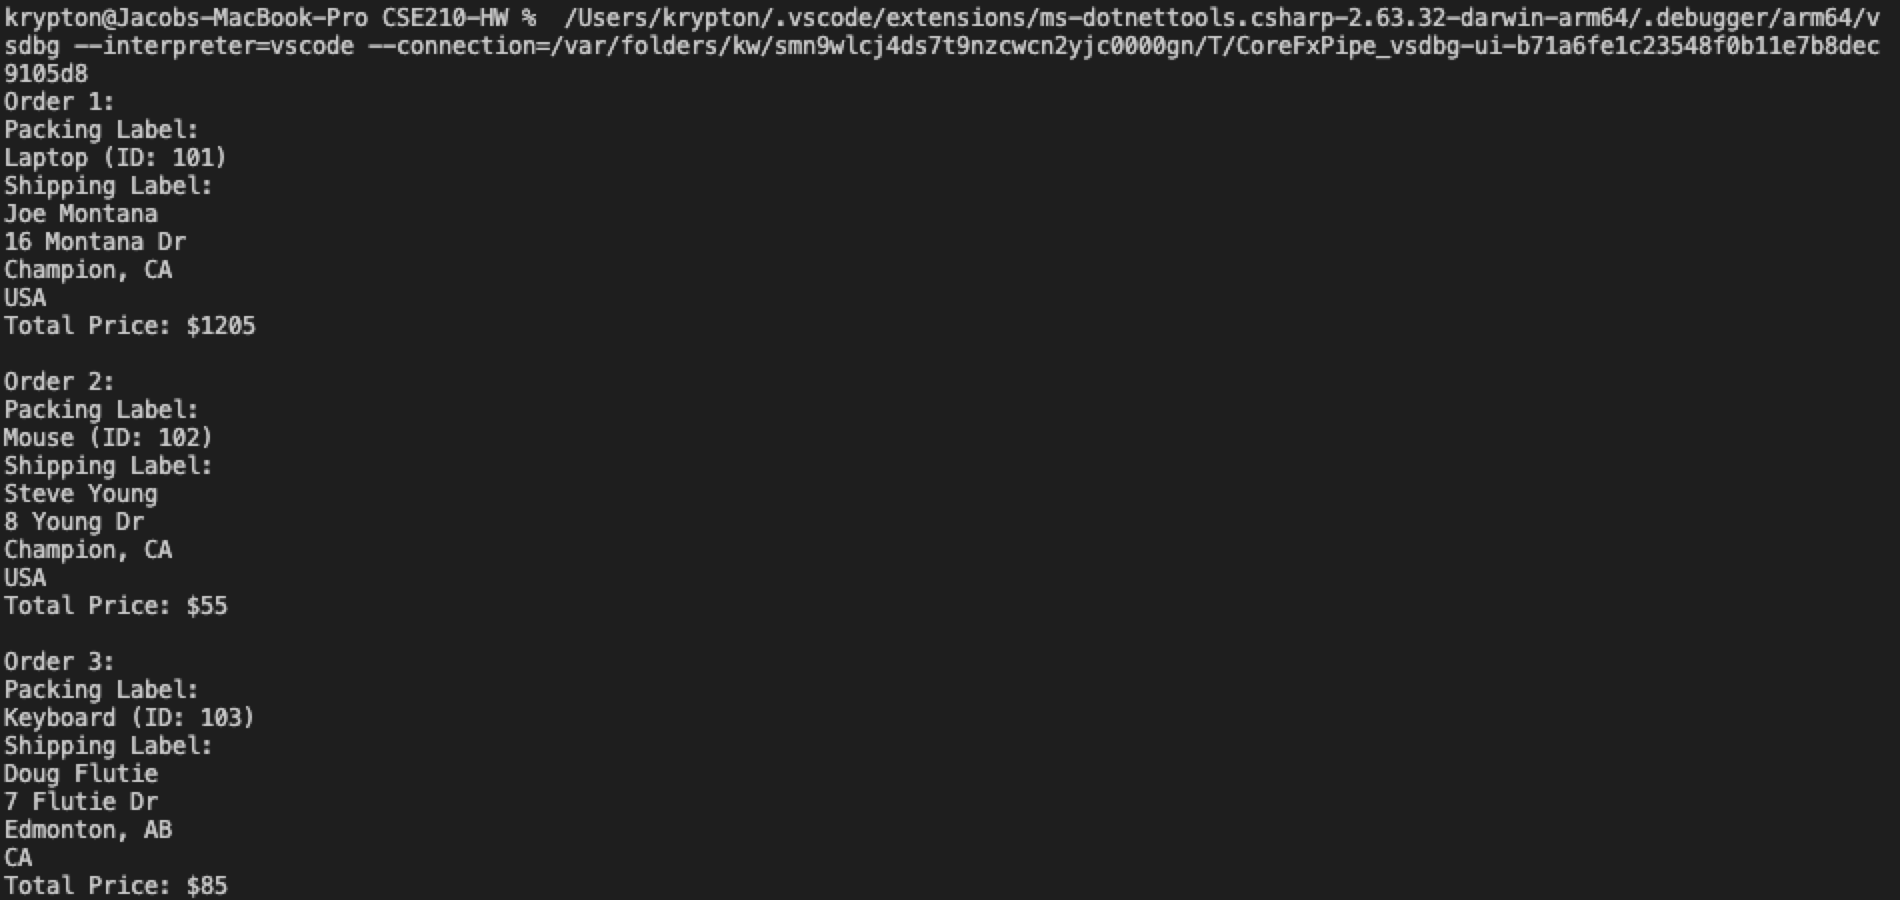 krypton@Jacobs-MacBook-Pro CSE210-HW %  /Users/krypton/.vscode/extensions/ms-dotnettools.csharp-2.63.32-darwin-arm64/.debugger/arm64/v
sdbg --interpreter=vscode --connection=/var/folders/kw/smn9wlcj4ds7t9nzcwcn2yjc0000gn/T/CoreFxPipe_vsdbg-ui-b71a6fe1c23548f0b11e7b8dec
9105d8
Order 1:
Packing Label:
Laptop (ID: 101)
Shipping Label:
Joe Montana
16 Montana Dr
Champion, CA
USA
Total Price: $1205

Order 2:
Packing Label:
Mouse (ID: 102)
Shipping Label:
Steve Young
8 Young Dr
Champion, CA
USA
Total Price: $55

Order 3:
Packing Label:
Keyboard (ID: 103)
Shipping Label:
Doug Flutie
7 Flutie Dr
Edmonton, AB
CA
Total Price: $85